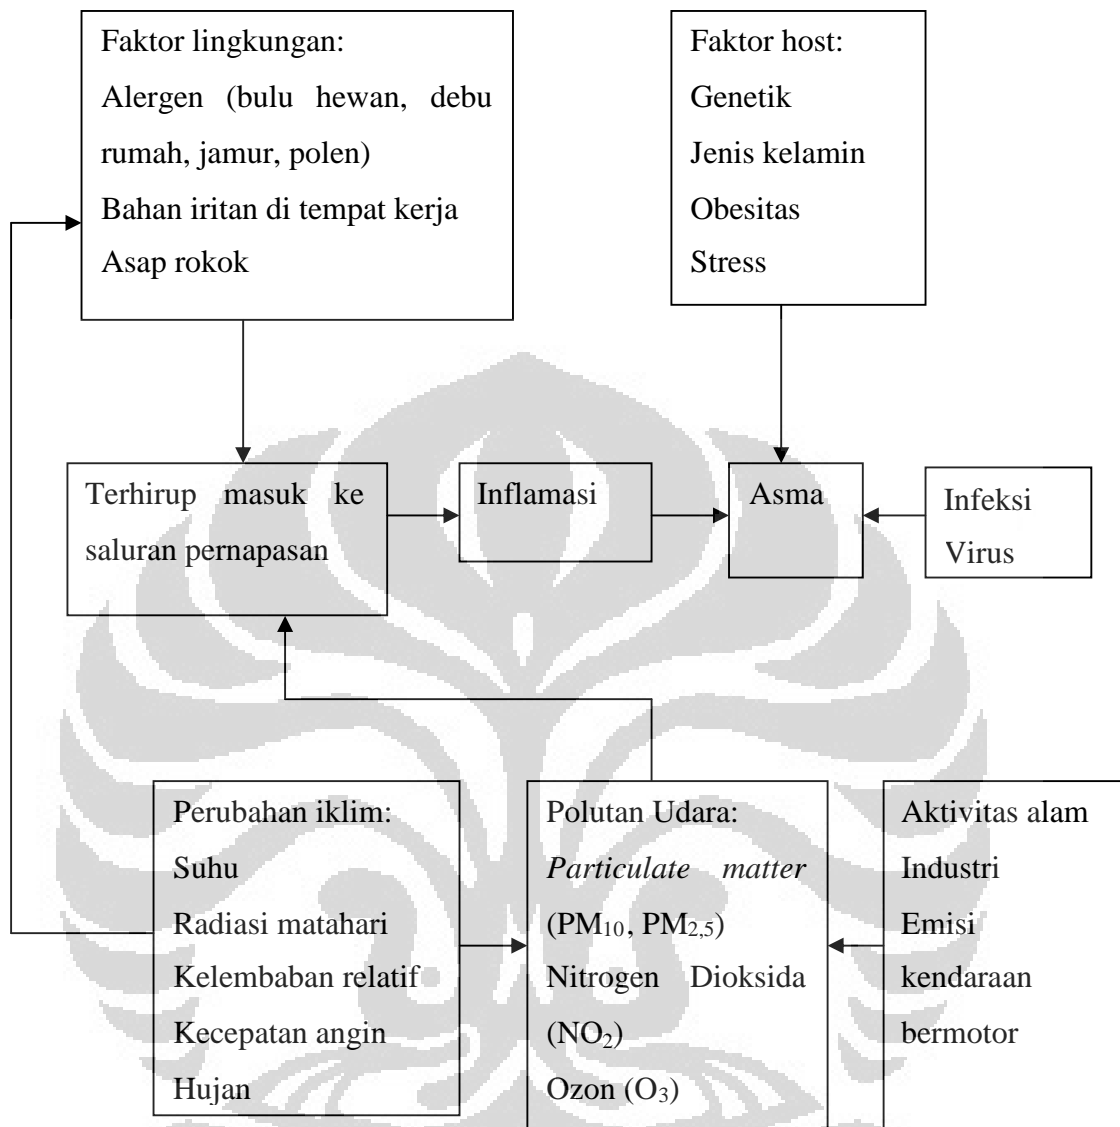 Faktor lingkungan:
Alergen (bulu hewan, debu
rumah, jamur, polen)
Bahan iritan di tempat kerja
Asap rokok
Faktor host:
Genetik
Jenis kelamin
Obesitas
Stress
Terhirup masuk ke
saluran pernapasan
Inflamasi
Asma
Infeksi
Virus
Perubahan iklim:
Suhu
Radiasi matahari
Kelembaban relatif
Kecepatan angin
Hujan
Polutan Udara:
Particulate matter
(PM₁₀, PM₂,₅)
Nitrogen Dioksida
(NO₂)
Ozon (O₃)
Aktivitas alam
Industri
Emisi
kendaraan
bermotor